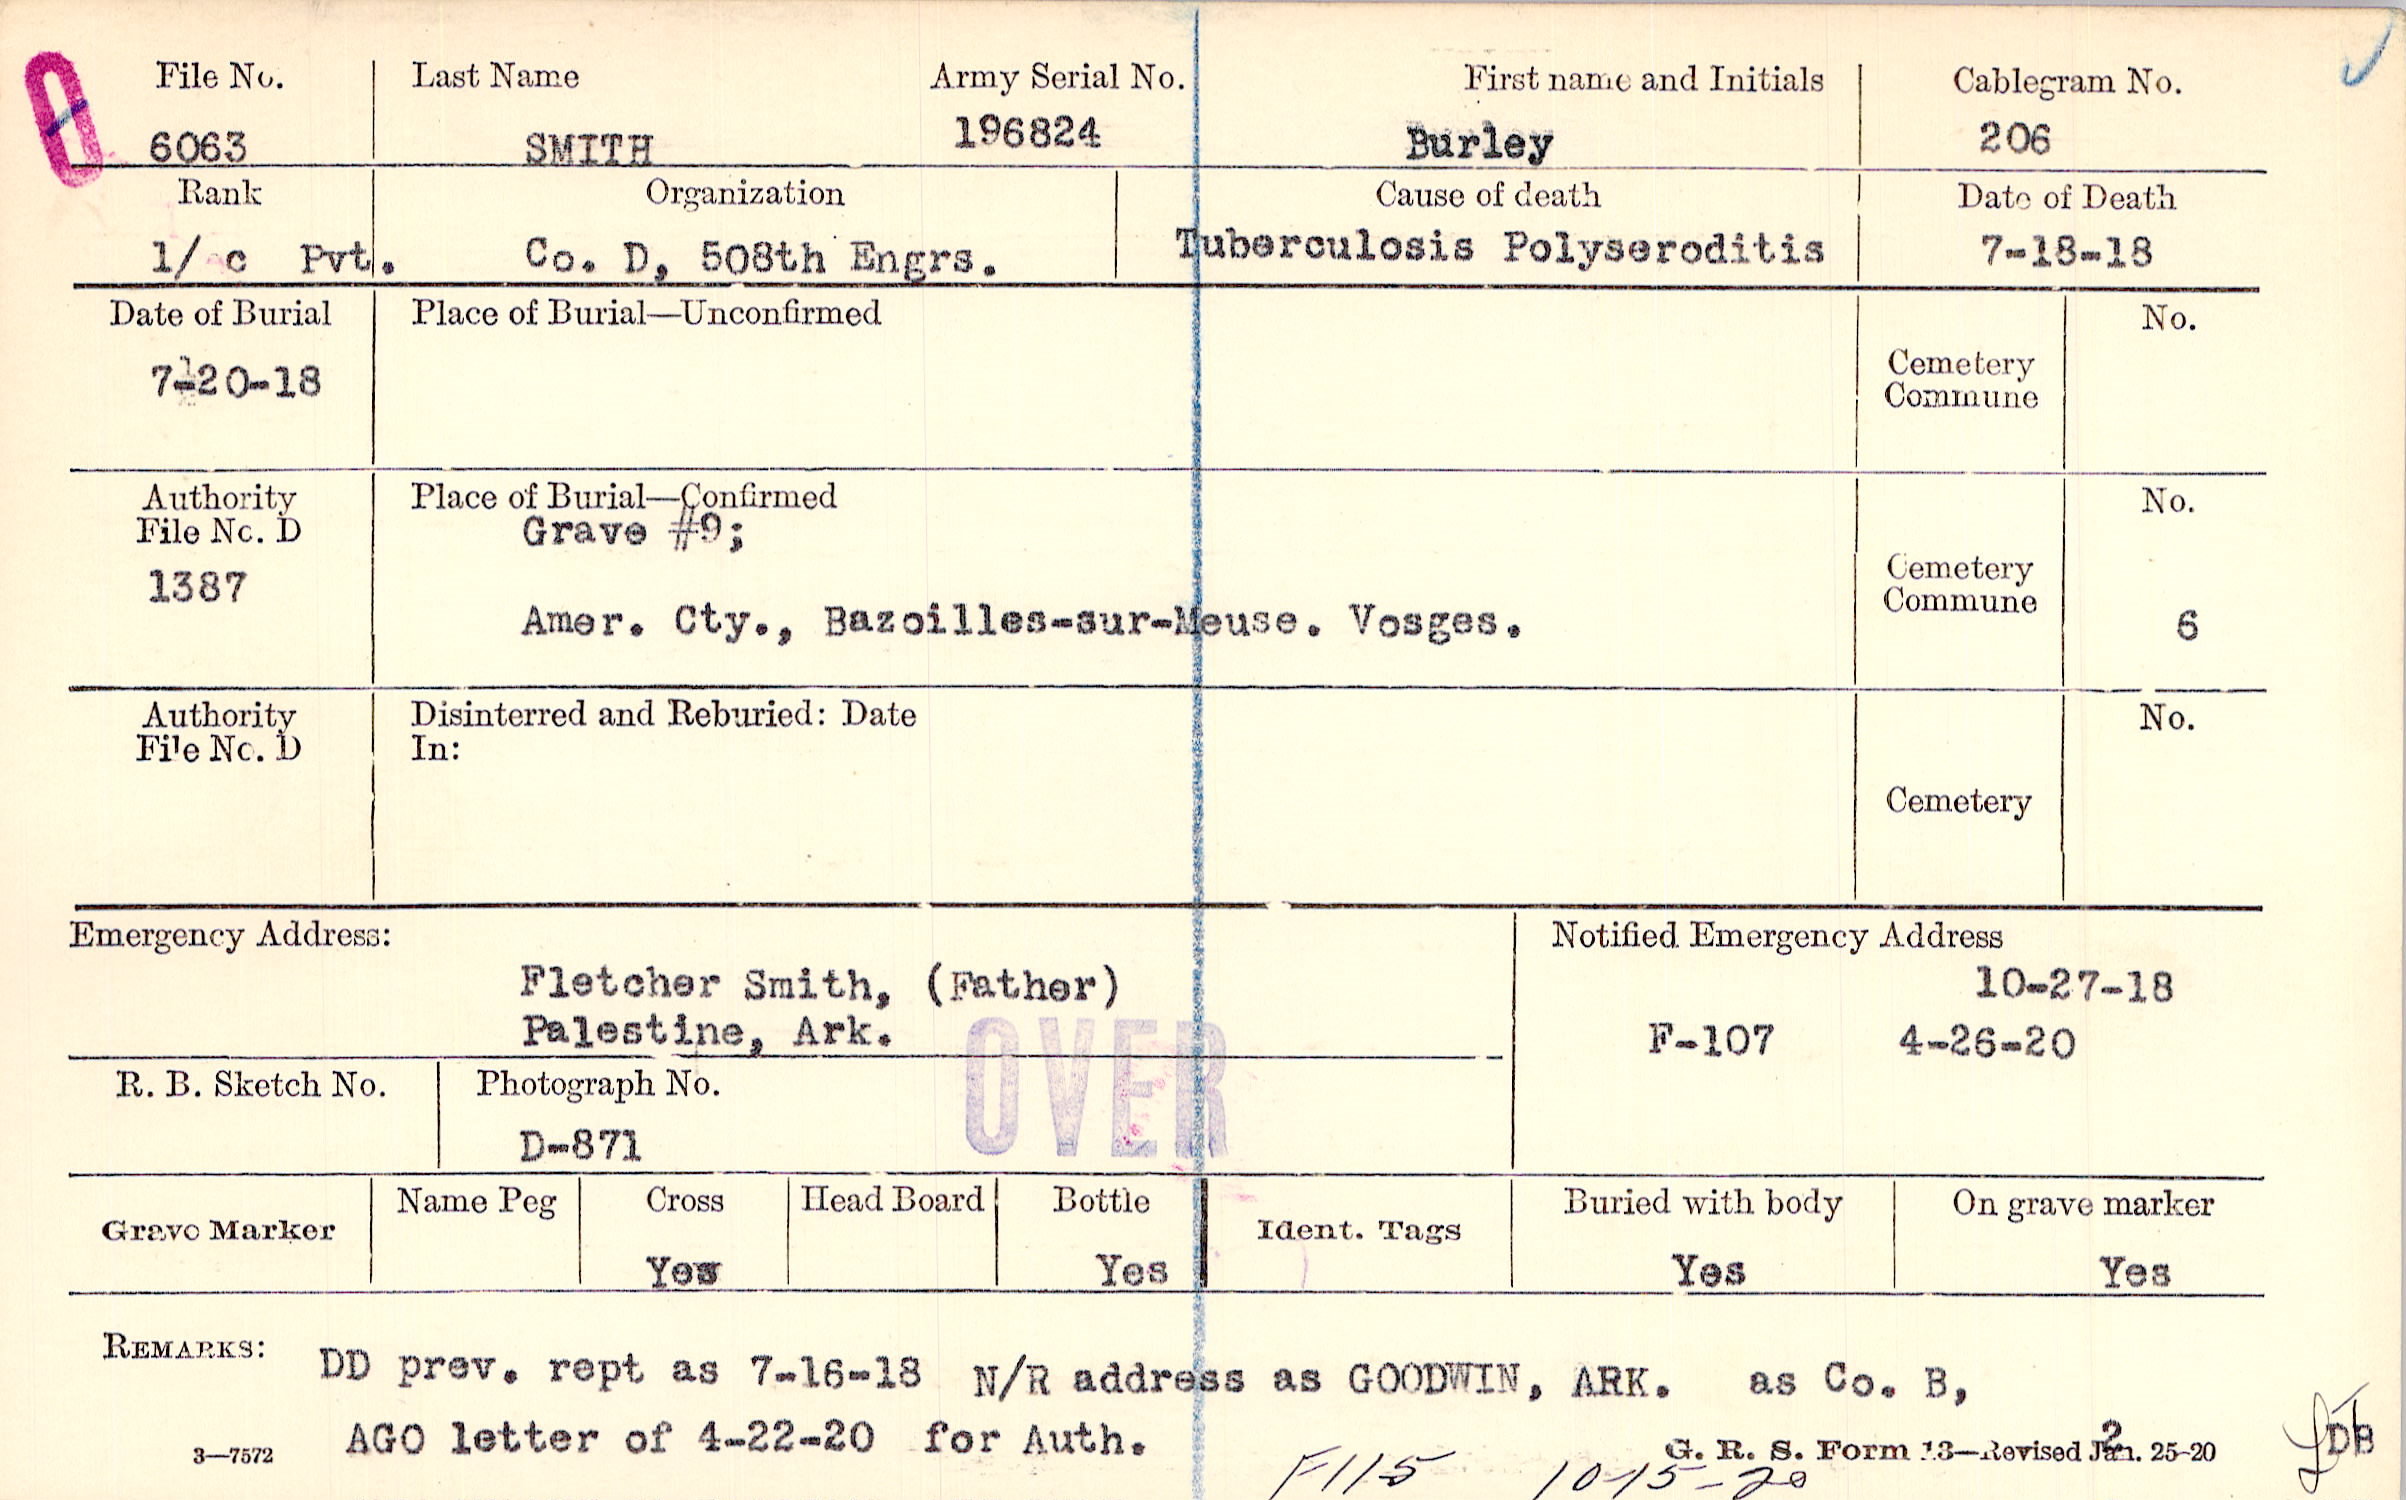 File No. Last Name Army Serial No. First name and Initials Cablegram No.
6063 SMITH 196824 Burley 206
Rank Organization Cause of death Date of Death
1/ c Pvt. Co. D, 508th Engrs. Tuberculosis Polyseroditis 7-18-18
Date of Burial Place of Burial—Unconfirmed No.
7-20-18
Cemetery
Commune
Authority Place of Burial—Confirmed No.
File No. D Grave #9;
1387
Cemetery
Commune
Amer. Cty., Bazoilles-sur-Meuse. Vosges. 6
Authority Disinterred and Reburied: Date No.
File No. D In:
Cemetery
Emergency Address: Notified Emergency Address
Fletcher Smith, (Father) 10-27-18
Palestine, Ark. F-107 4-26-20
OVER
R. B. Sketch No. Photograph No.
D-871
Grave Marker Name Peg Cross Head Board Bottle Ident. Tags Buried with body On grave marker
Yes Yes Yes Yes
REMARKS: DD prev. rept as 7-16-18 N/R address as GOODWIN, ARK. as Co. B,
AGO letter of 4-22-20 for Auth.
3—7572 G. R. S. Form 13—Revised Jan. 25-20
2
DB
F115 10-15-20